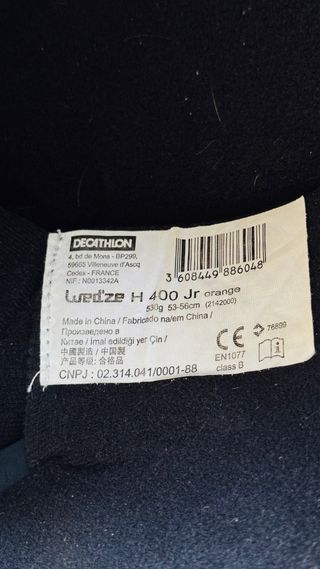 DECATHLON
4, bd de Mons - BP299,
59665 Villeneuve d'Ascq
Cedex - FRANCE
NIF : N0013342A
3 608449 886048
Wed'ze H 400 Jr orange
530g 53-56cm (2142000)
Made in China / Fabricado na/em China /
Произведено в
Китае / İmal edildiği yer Çin /
中國製造 / 中国製
产品等级: 合格品
CNPJ : 02.314.041/0001-88
CE
76899
EN1077
class B
i